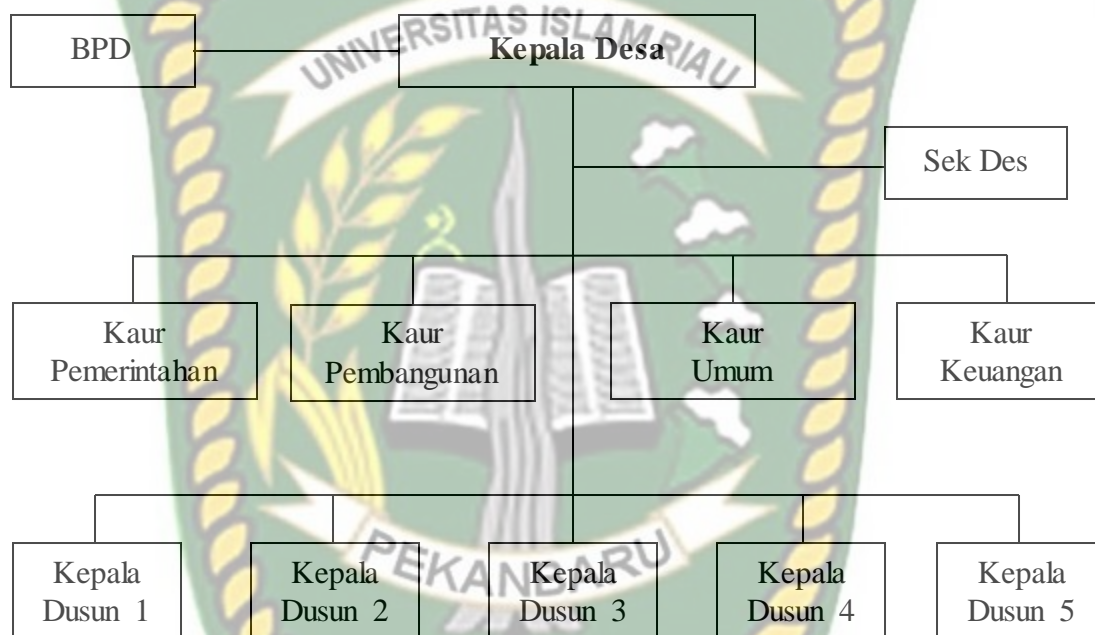 UNIVERSITAS ISLAM RIAU
BPD
Kepala Desa
Sek Des
Kaur
Pemerintahan
Kaur
Pembangunan
Kaur
Umum
Kaur
Keuangan
Kepala
Dusun 1
Kepala
Dusun 2
Kepala
Dusun 3
Kepala
Dusun 4
Kepala
Dusun 5
PEKANBARU